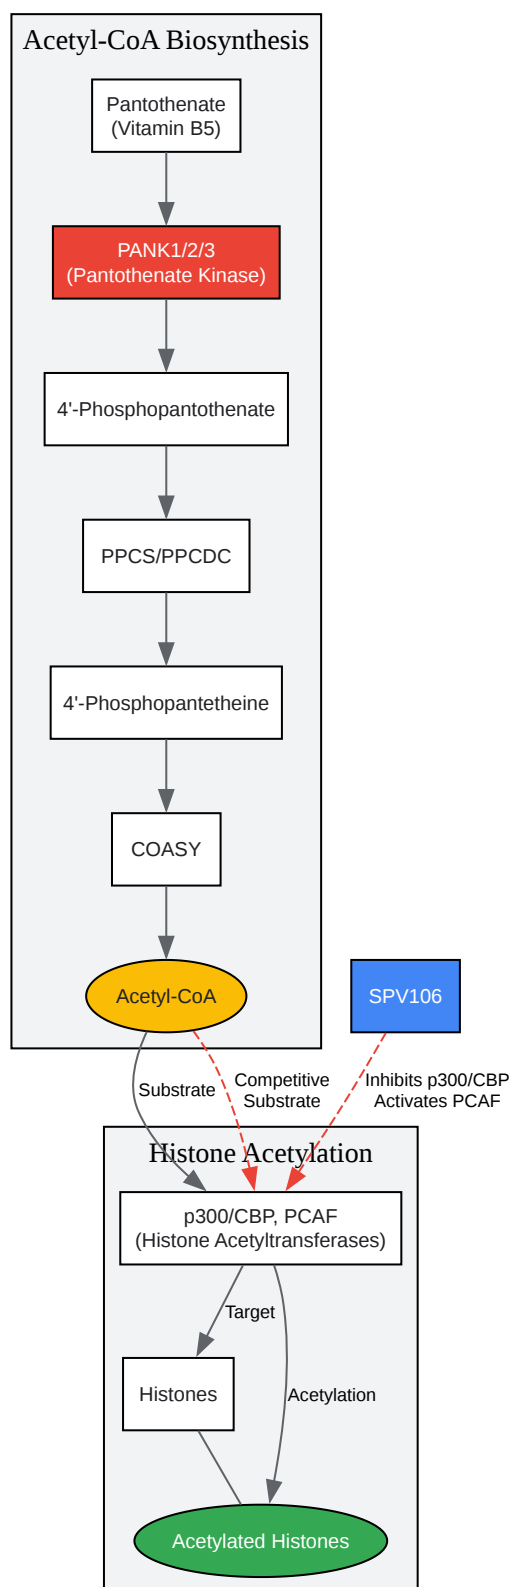 Acetyl-CoA Biosynthesis
Pantothenate
(Vitamin B5)
PANK1/2/3
(Pantothenate Kinase)
4'-Phosphopantothenate
PPCS/PPCDC
4'-Phosphopantetheine
COASY
Acetyl-CoA
SPV106
Substrate
Competitive
Substrate
Inhibits p300/CBP
Activates PCAF
Histone Acetylation
p300/CBP, PCAF
(Histone Acetyltransferases)
Target
Histones
Acetylation
Acetylated Histones